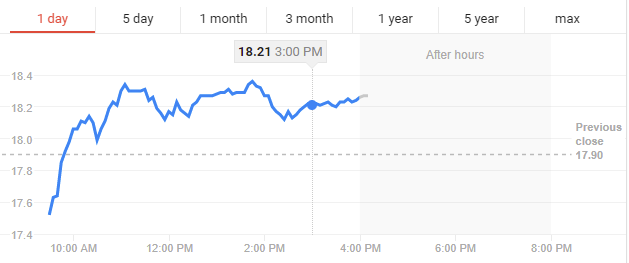 1 day 5 day 1 month 3 month 1 year 5 year max
18.21 3:00 PM
After hours
18.4
18.2
18.0
17.8
17.6
17.4
Previous
close
17.90
10:00 AM 12:00 PM 2:00 PM 4:00 PM 6:00 PM 8:00 PM